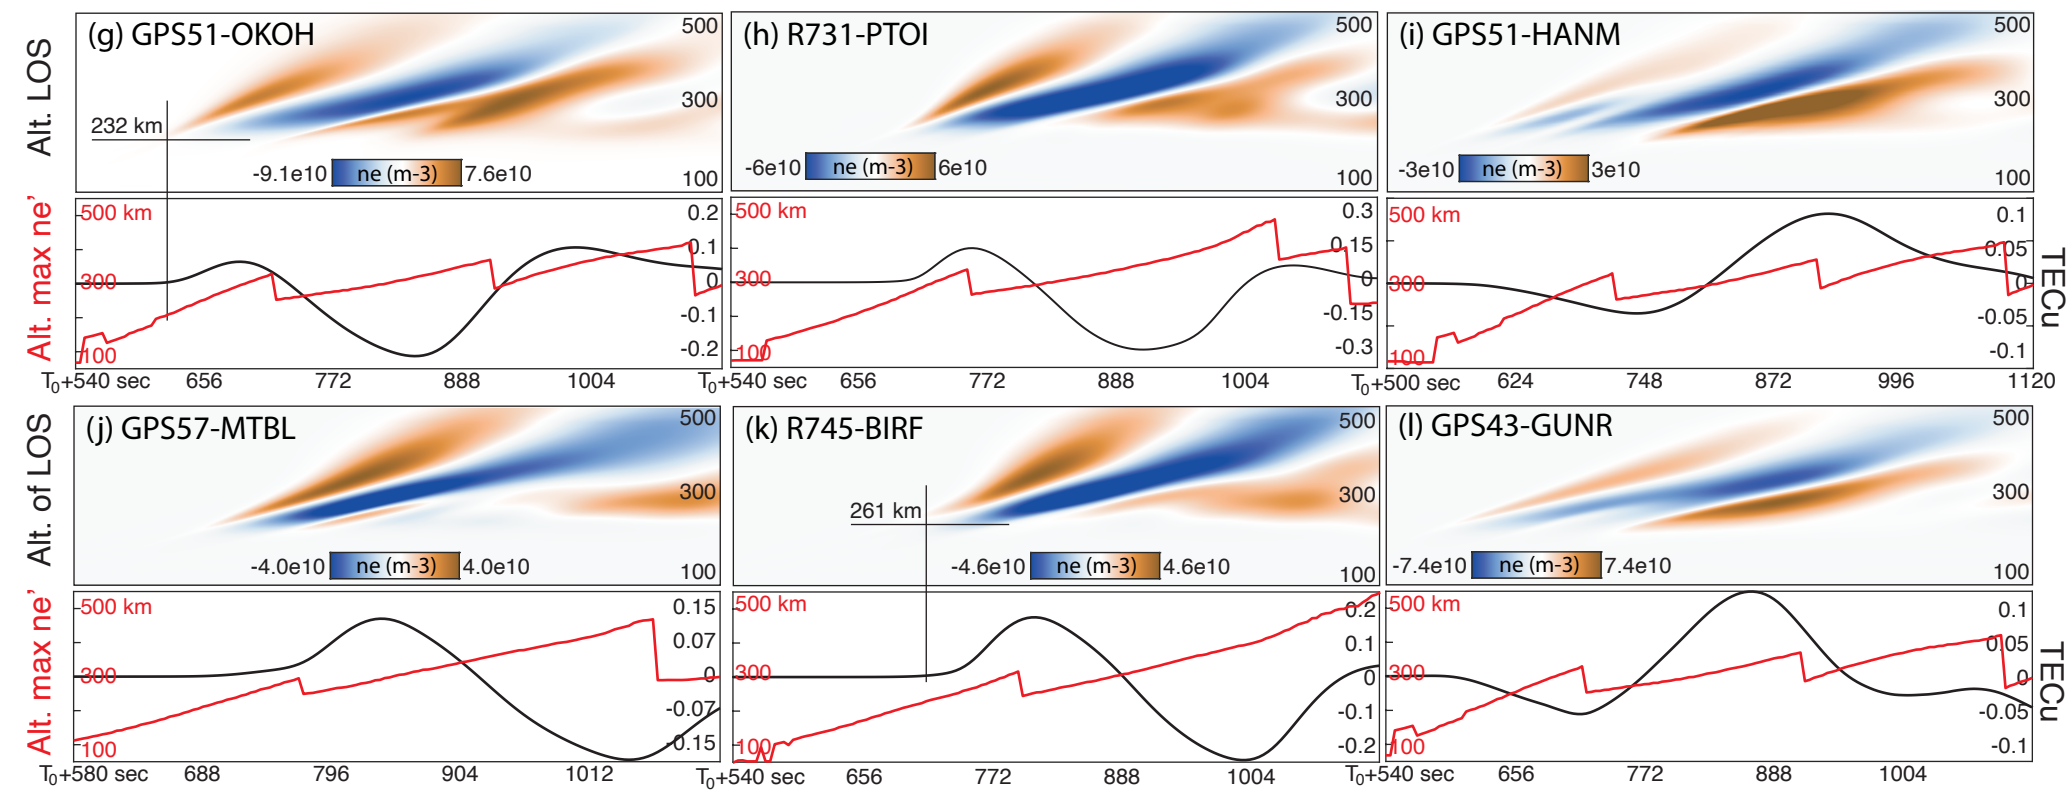 (g) GPS51-OKOH
500
300
100
232 km
-9.1e10 ne (m-3) 7.6e10
Alt. LOS
(h) R731-PTOI
500
300
100
-6e10 ne (m-3) 6e10
(i) GPS51-HANM
500
300
100
-3e10 ne (m-3) 3e10
Alt. max ne'
500 km
300
100
0.2
0.1
0
-0.1
-0.2
T0+540 sec 656 772 888 1004
500 km
300
100
0.3
0.15
0
-0.15
-0.3
T0+540 sec 656 772 888 1004
500 km
300
100
0.1
0.05
0
-0.05
-0.1
TECu
T0+500 sec 624 748 872 996 1120
(j) GPS57-MTBL
500
300
100
-4.0e10 ne (m-3) 4.0e10
Alt. of LOS
(k) R745-BIRF
500
300
100
261 km
-4.6e10 ne (m-3) 4.6e10
(l) GPS43-GUNR
500
300
100
-7.4e10 ne (m-3) 7.4e10
Alt. max ne'
500 km
300
100
0.15
0.07
0
-0.07
-0.15
T0+580 sec 688 796 904 1012
500 km
300
100
0.2
0.1
0
-0.1
-0.2
T0+540 sec 656 772 888 1004
500 km
300
100
0.1
0.05
0
-0.05
-0.1
TECu
T0+540 sec 656 772 888 1004